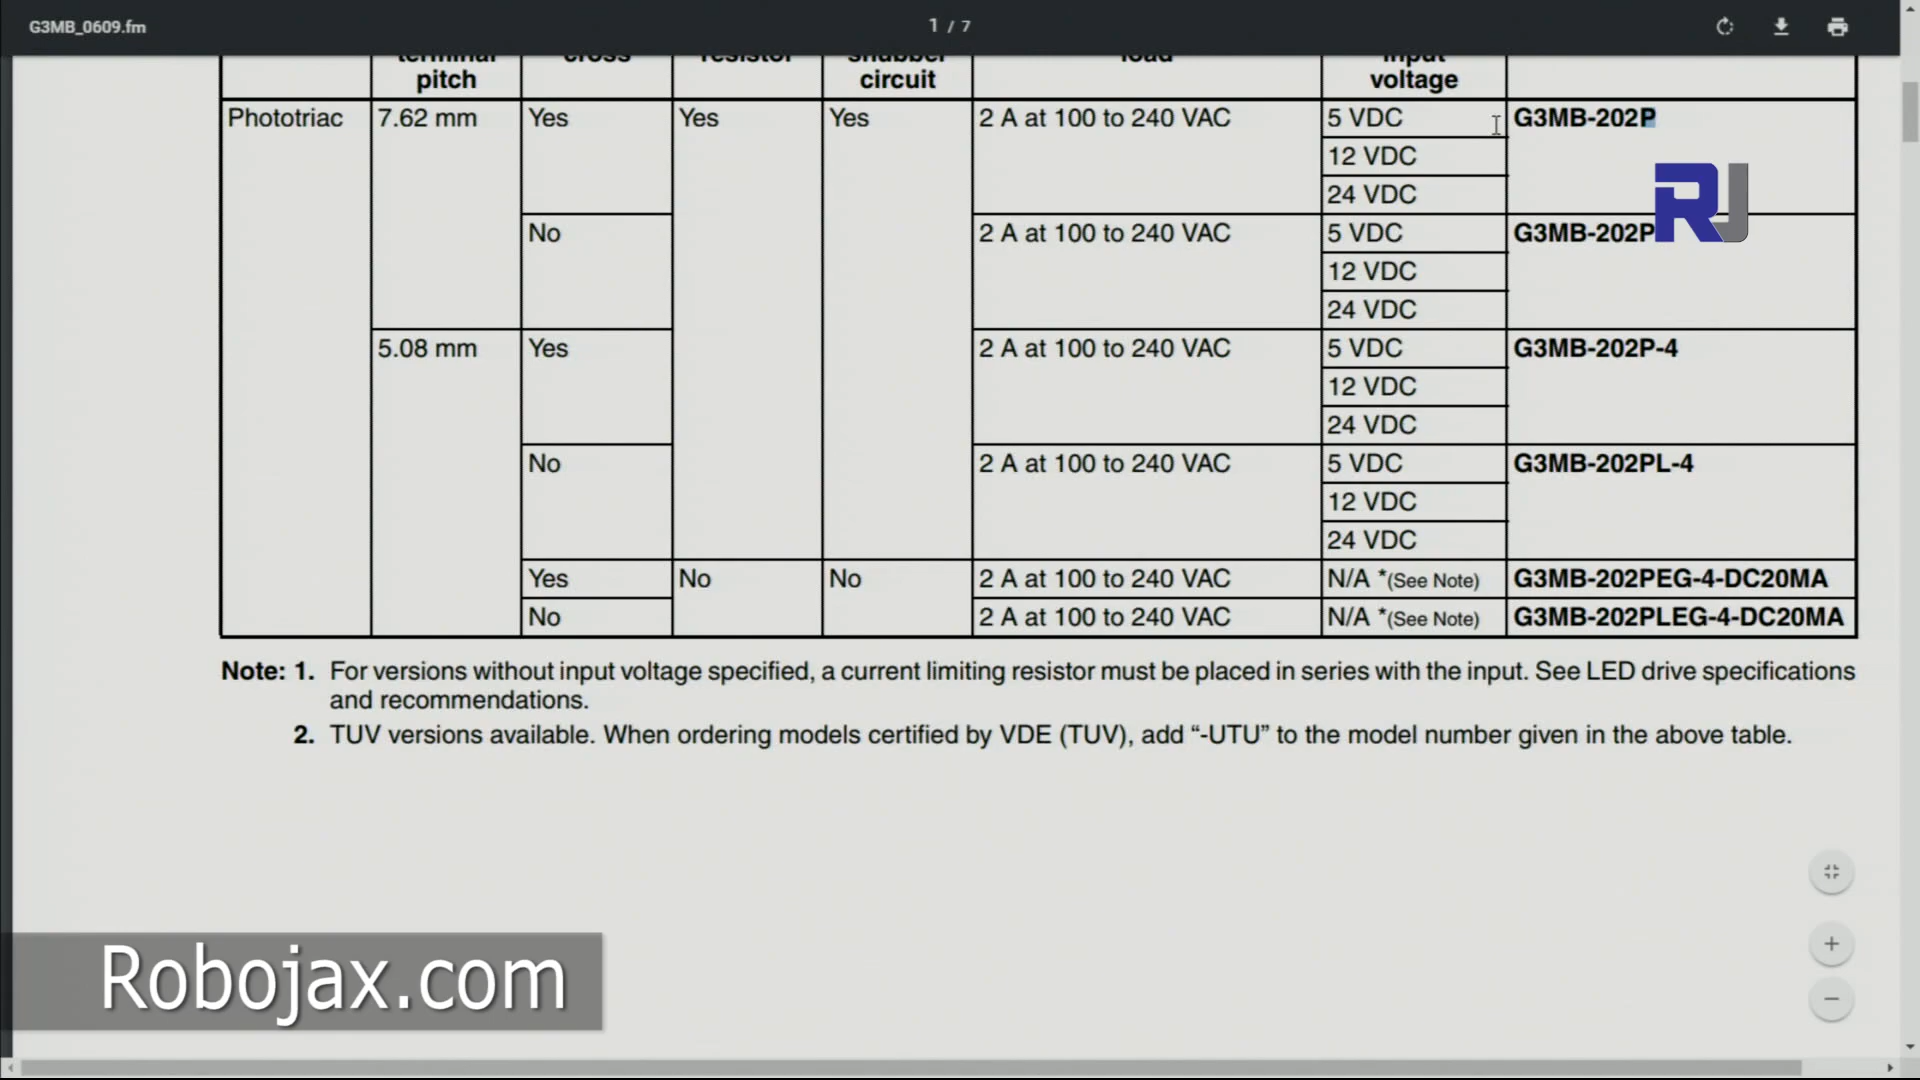 G3MB_0609.fm
1 / 7
terminal pitch
cross
resistor
snubber circuit
load
input voltage
Phototriac 7.62 mm Yes Yes Yes 2 A at 100 to 240 VAC 5 VDC G3MB-202P
12 VDC
24 VDC
RJ
No 2 A at 100 to 240 VAC 5 VDC G3MB-202P
12 VDC
24 VDC
5.08 mm Yes 2 A at 100 to 240 VAC 5 VDC G3MB-202P-4
12 VDC
24 VDC
No 2 A at 100 to 240 VAC 5 VDC G3MB-202PL-4
12 VDC
24 VDC
Yes No No 2 A at 100 to 240 VAC N/A *(See Note) G3MB-202PEG-4-DC20MA
No 2 A at 100 to 240 VAC N/A *(See Note) G3MB-202PLEG-4-DC20MA
Note: 1. For versions without input voltage specified, a current limiting resistor must be placed in series with the input. See LED drive specifications
and recommendations.
2. TUV versions available. When ordering models certified by VDE (TUV), add “-UTU” to the model number given in the above table.
Robojax.com